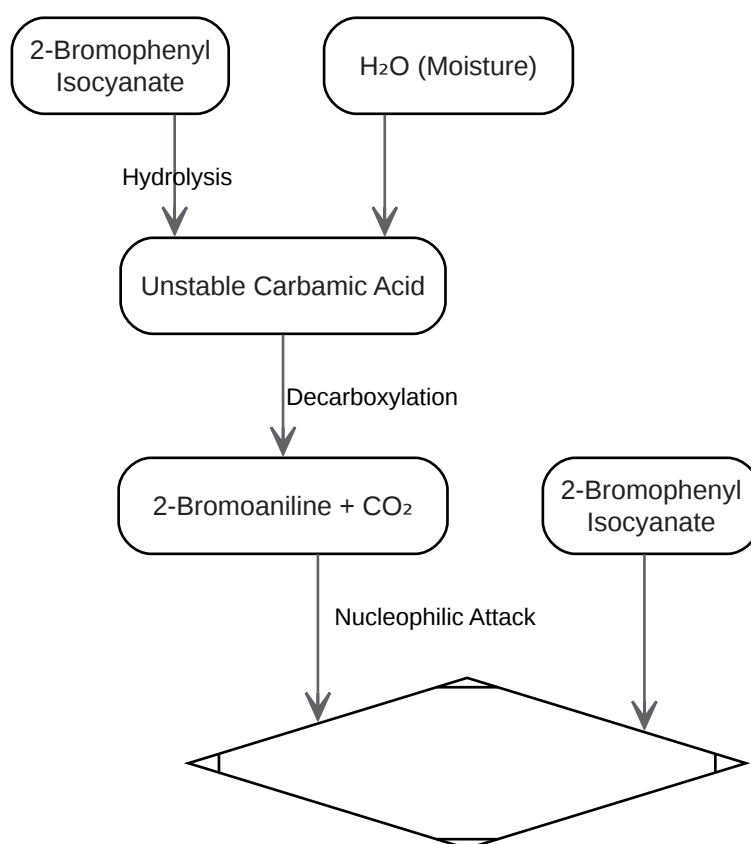 2-Bromophenyl
Isocyanate
H₂O (Moisture)
Hydrolysis
Unstable Carbamic Acid
Decarboxylation
2-Bromoaniline + CO₂
2-Bromophenyl
Isocyanate
Nucleophilic Attack